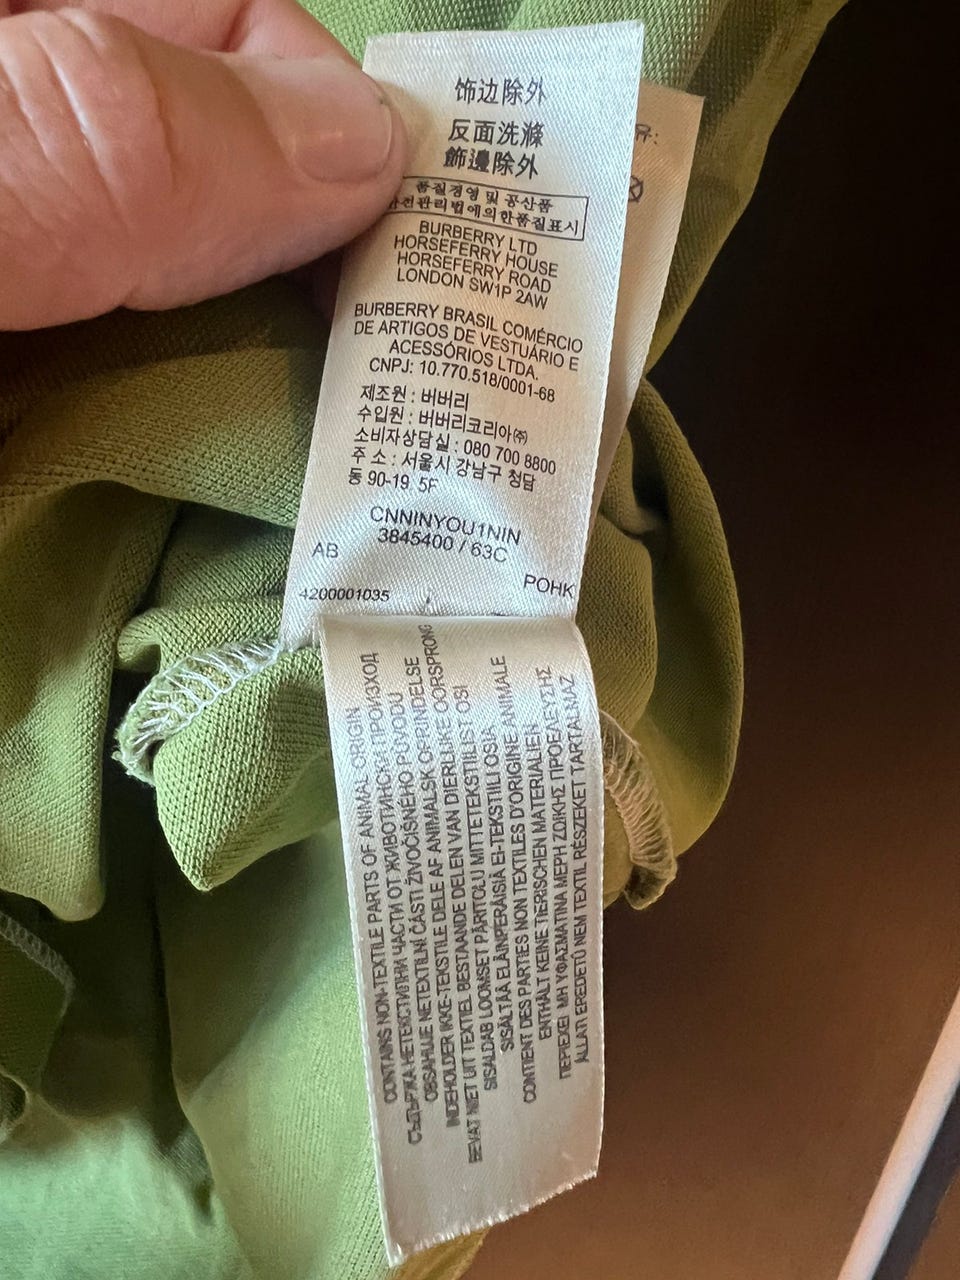 饰边除外
反面洗滌
飾邊除外
품질경영 및 공산품
안전관리법에의한품질표시
BURBERRY LTD
HORSEFERRY HOUSE
HORSEFERRY ROAD
LONDON SW1P 2AW
BURBERRY BRASIL COMÉRCIO
DE ARTIGOS DE VESTUÁRIO E
ACESSÓRIOS LTDA.
CNPJ: 10.770.518/0001-68
제조원 : 버버리
수입원 : 버버리코리아㈜
소비자상담실 : 080 700 8800
주 소 : 서울시 강남구 청담
동 90-19 5F
CNNINYOU1NIN
3845400 / 63C
AB
POHK
4200001035
CONTAINS NON-TEXTILE PARTS OF ANIMAL ORIGIN
СЪДЪРЖА НЕТЕКСТИЛНИ ЧАСТИ ОТ ЖИВОТИНСКИ ПРОИЗХОД
OBSAHUJE NETEXTILNÍ ČÁSTI ŽIVOČIŠNÉHO PŮVODU
INDEHOLDER IKKE-TEKSTILE DELE AF ANIMALSK OPRINDELSE
BEVAT NIET UIT TEXTIEL BESTAANDE DELEN VAN DIERLIJKE OORSPRONG
SISALDAB LOOMSET PÄRITOLU MITTETEKSTIILIST OSI
SISÄLTÄÄ ELÄINPERÄISIÄ EI-TEKSTIILI OSIA
CONTIENT DES PARTIES NON TEXTILES D'ORIGINE ANIMALE
ENTHÄLT KEINE TIERISCHEN MATERIALIEN
ΠΕΡΙΕΧΕΙ ΜΗ ΥΦΑΣΜΑΤΙΝΑ ΜΕΡΗ ΖΩΙΚΗΣ ΠΡΟΕΛΕΥΣΗΣ
ÁLLATI EREDETŰ NEM TEXTIL RÉSZEKET TARTALMAZ